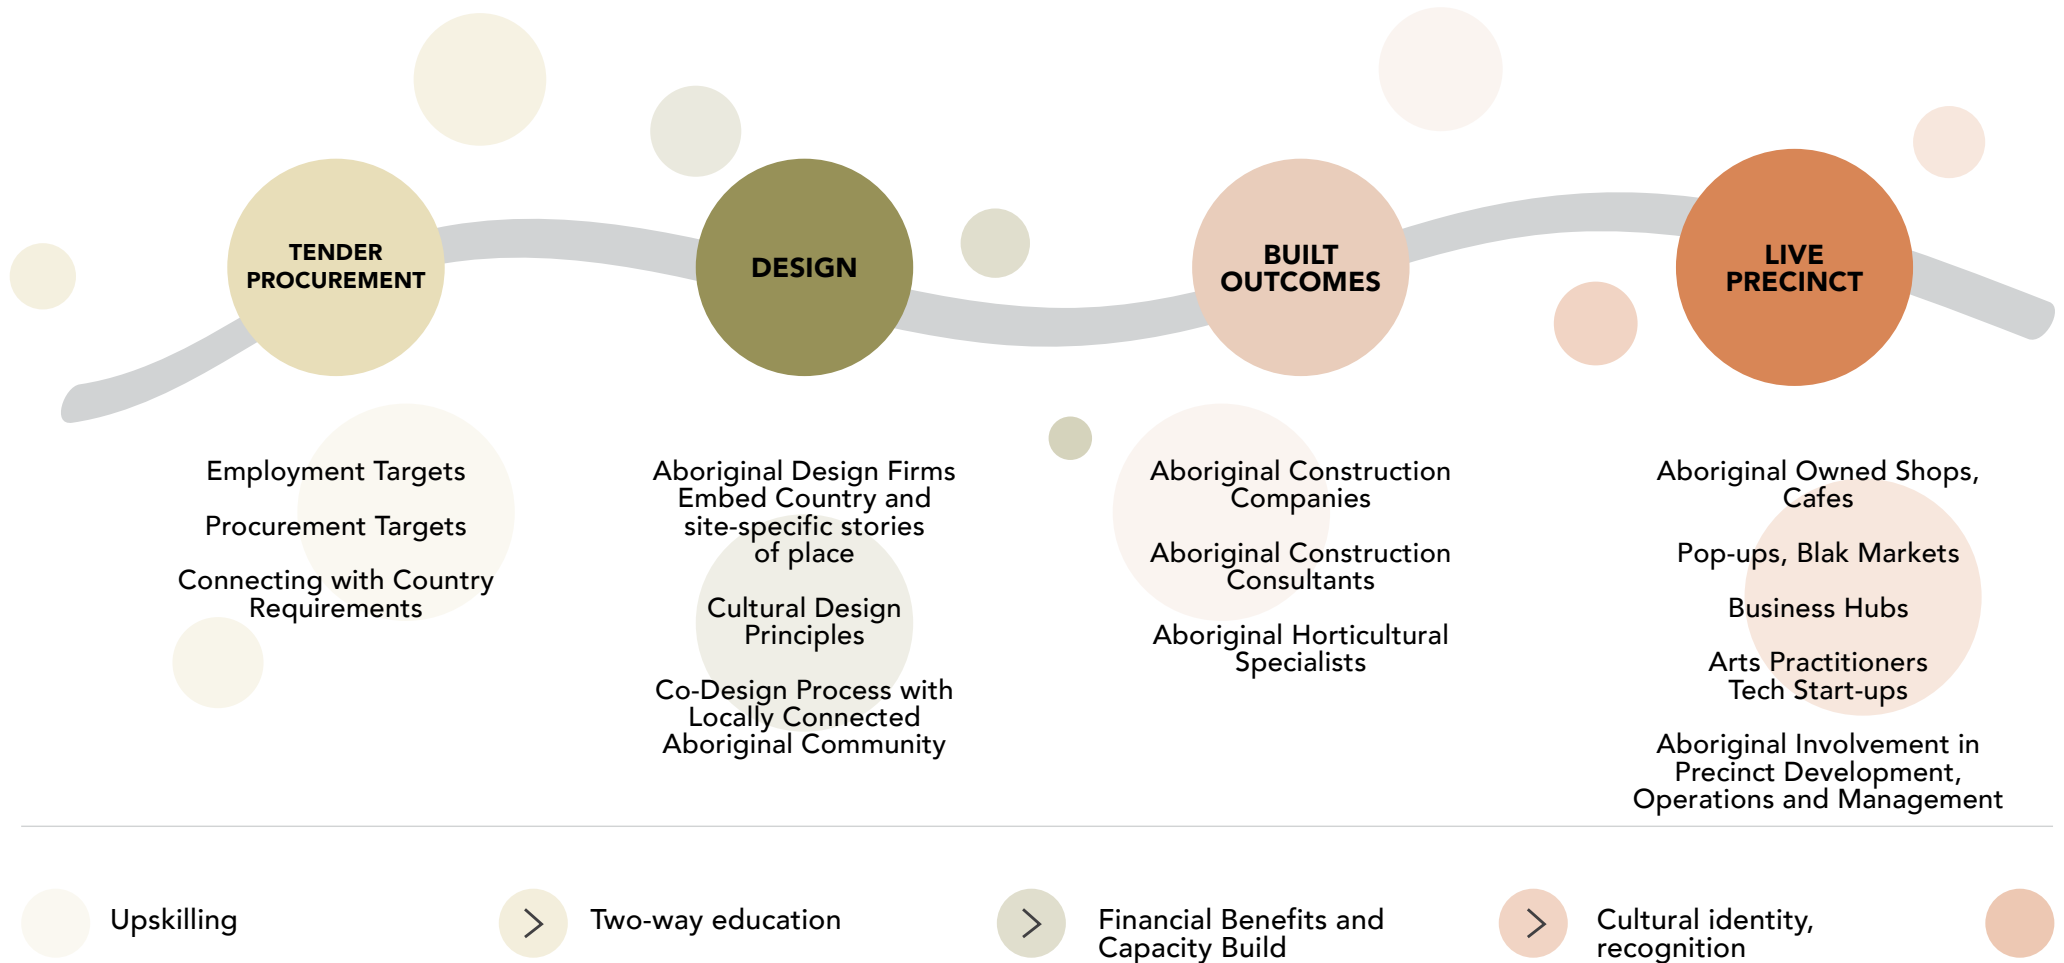 TENDER
PROCUREMENT
DESIGN
BUILT
OUTCOMES
LIVE
PRECINCT
Employment Targets
Procurement Targets
Connecting with Country
Requirements
Aboriginal Design Firms
Embed Country and
site-specific stories
of place
Cultural Design
Principles
Co-Design Process with
Locally Connected
Aboriginal Community
Aboriginal Construction
Companies
Aboriginal Construction
Consultants
Aboriginal Horticultural
Specialists
Aboriginal Owned Shops,
Cafes
Pop-ups, Blak Markets
Business Hubs
Arts Practitioners
Tech Start-ups
Aboriginal Involvement in
Precinct Development,
Operations and Management
Upskilling
Two-way education
Financial Benefits and
Capacity Build
Cultural identity,
recognition